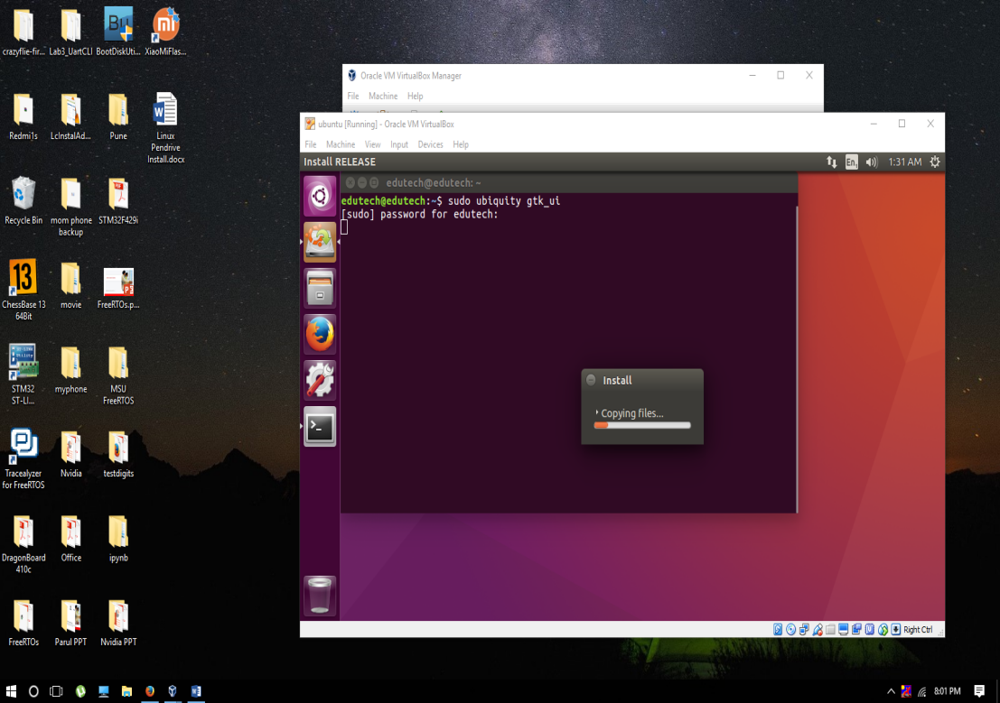 crazyflie-fir... Lab3_UartCLI BootDiskUti... XiaoMiFlas...
Redmi1s LcInstalAd... Pune Linux
Pendrive
Install.docx
Recycle Bin mom phone
backup STM32F429i
ChessBase 13
64Bit movie FreeRTOs.p...
STM32
ST-LI... myphone MSU
FreeRTOS
Tracealyzer
for FreeRTOS Nvidia testdigits
DragonBoard
410c Office ipynb
FreeRTOs Parul PPT Nvidia PPT
Oracle VM VirtualBox Manager
File Machine Help
ubuntu [Running] - Oracle VM VirtualBox
File Machine View Input Devices Help
Install RELEASE En 1:31 AM
edutech@edutech: ~
edutech@edutech:~$ sudo ubiquity gtk_ui
[sudo] password for edutech:
Install
Copying files...
Right Ctrl
8:01 PM